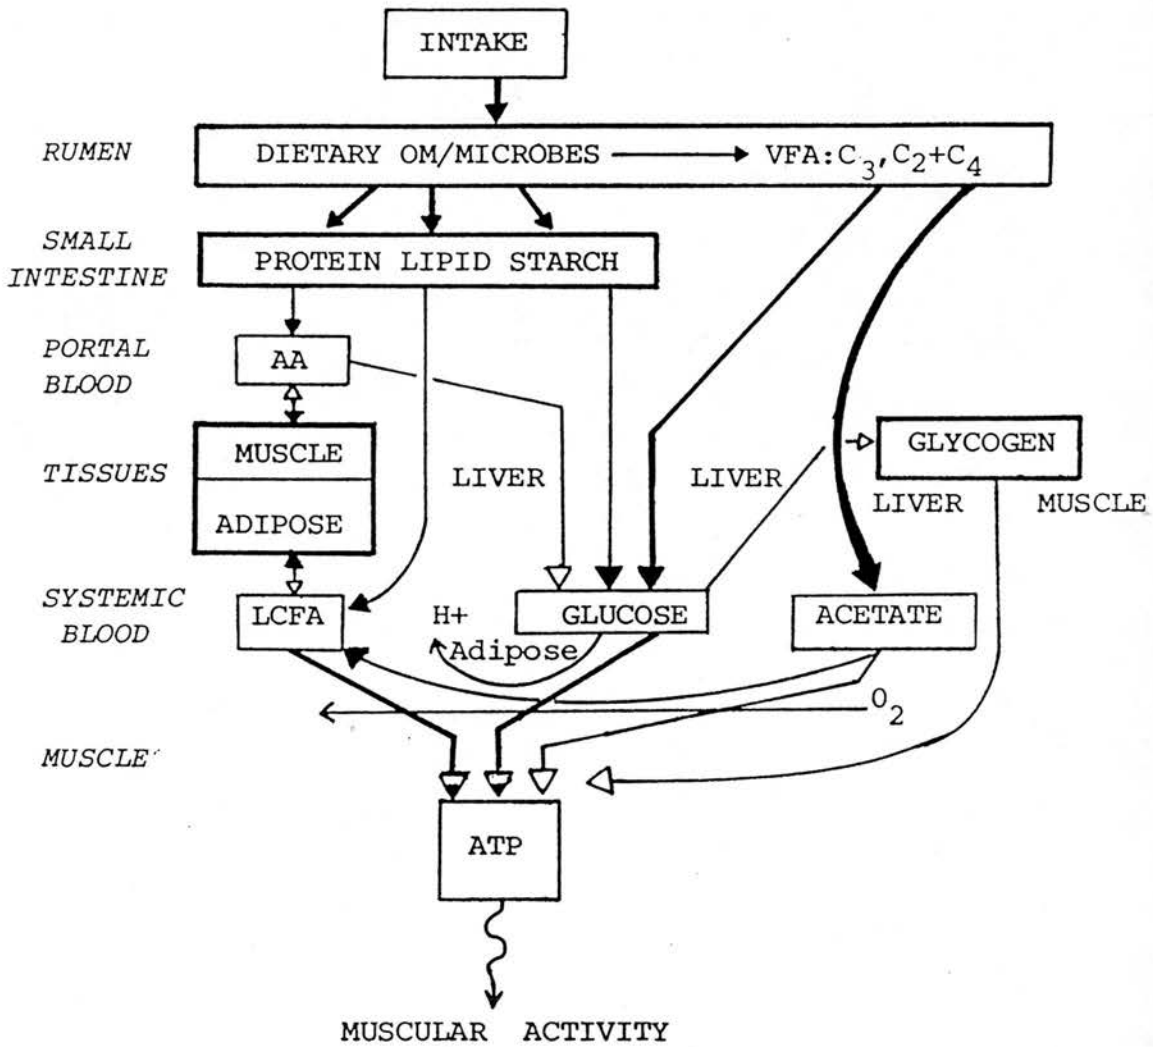 INTAKE
RUMEN
DIETARY OM/MICROBES
VFA:C3,C2+C4
SMALL
INTESTINE
PROTEIN LIPID STARCH
PORTAL
BLOOD
AA
TISSUES
MUSCLE
ADIPOSE
LIVER
LIVER
GLYCOGEN
LIVER
MUSCLE
SYSTEMIC
BLOOD
LCFA
H+
Adipose
GLUCOSE
ACETATE
O2
MUSCLE
ATP
MUSCULAR ACTIVITY